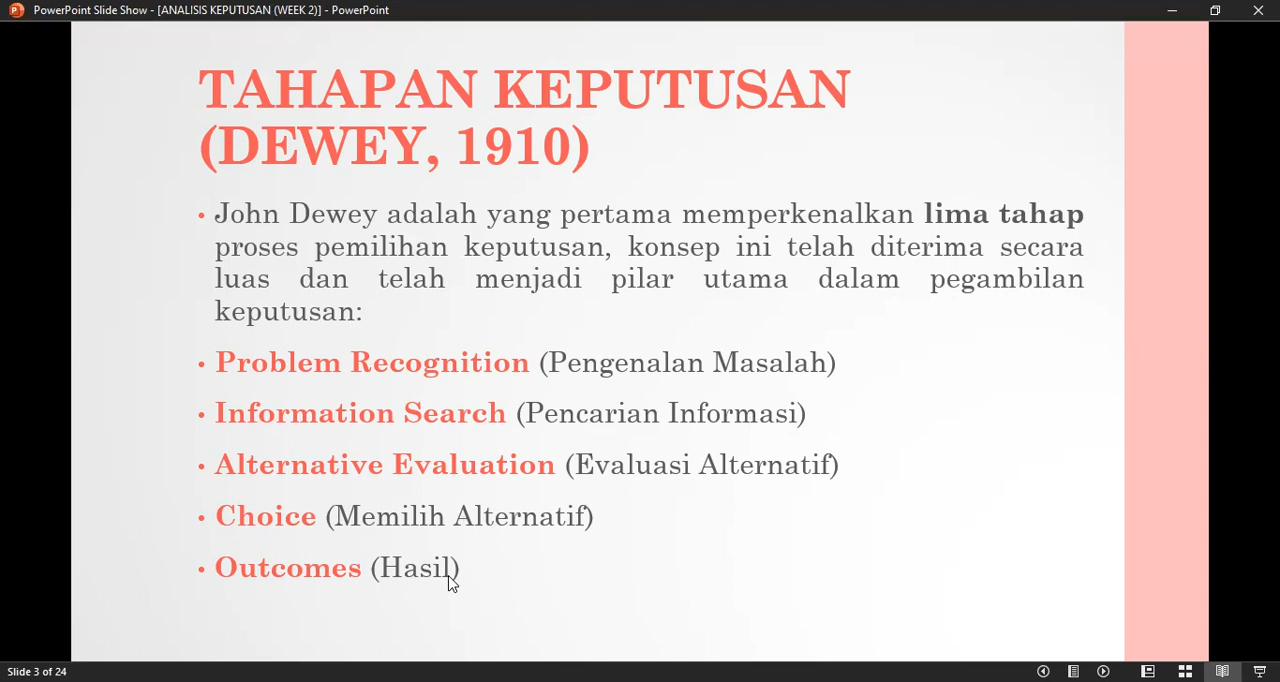 PowerPoint Slide Show - [ANALISIS KEPUTUSAN (WEEK 2)] - PowerPoint
TAHAPAN KEPUTUSAN
(DEWEY, 1910)
• John Dewey adalah yang pertama memperkenalkan lima tahap
proses pemilihan keputusan, konsep ini telah diterima secara
luas dan telah menjadi pilar utama dalam pegambilan
keputusan:
• Problem Recognition (Pengenalan Masalah)
• Information Search (Pencarian Informasi)
• Alternative Evaluation (Evaluasi Alternatif)
• Choice (Memilih Alternatif)
• Outcomes (Hasil)
Slide 3 of 24